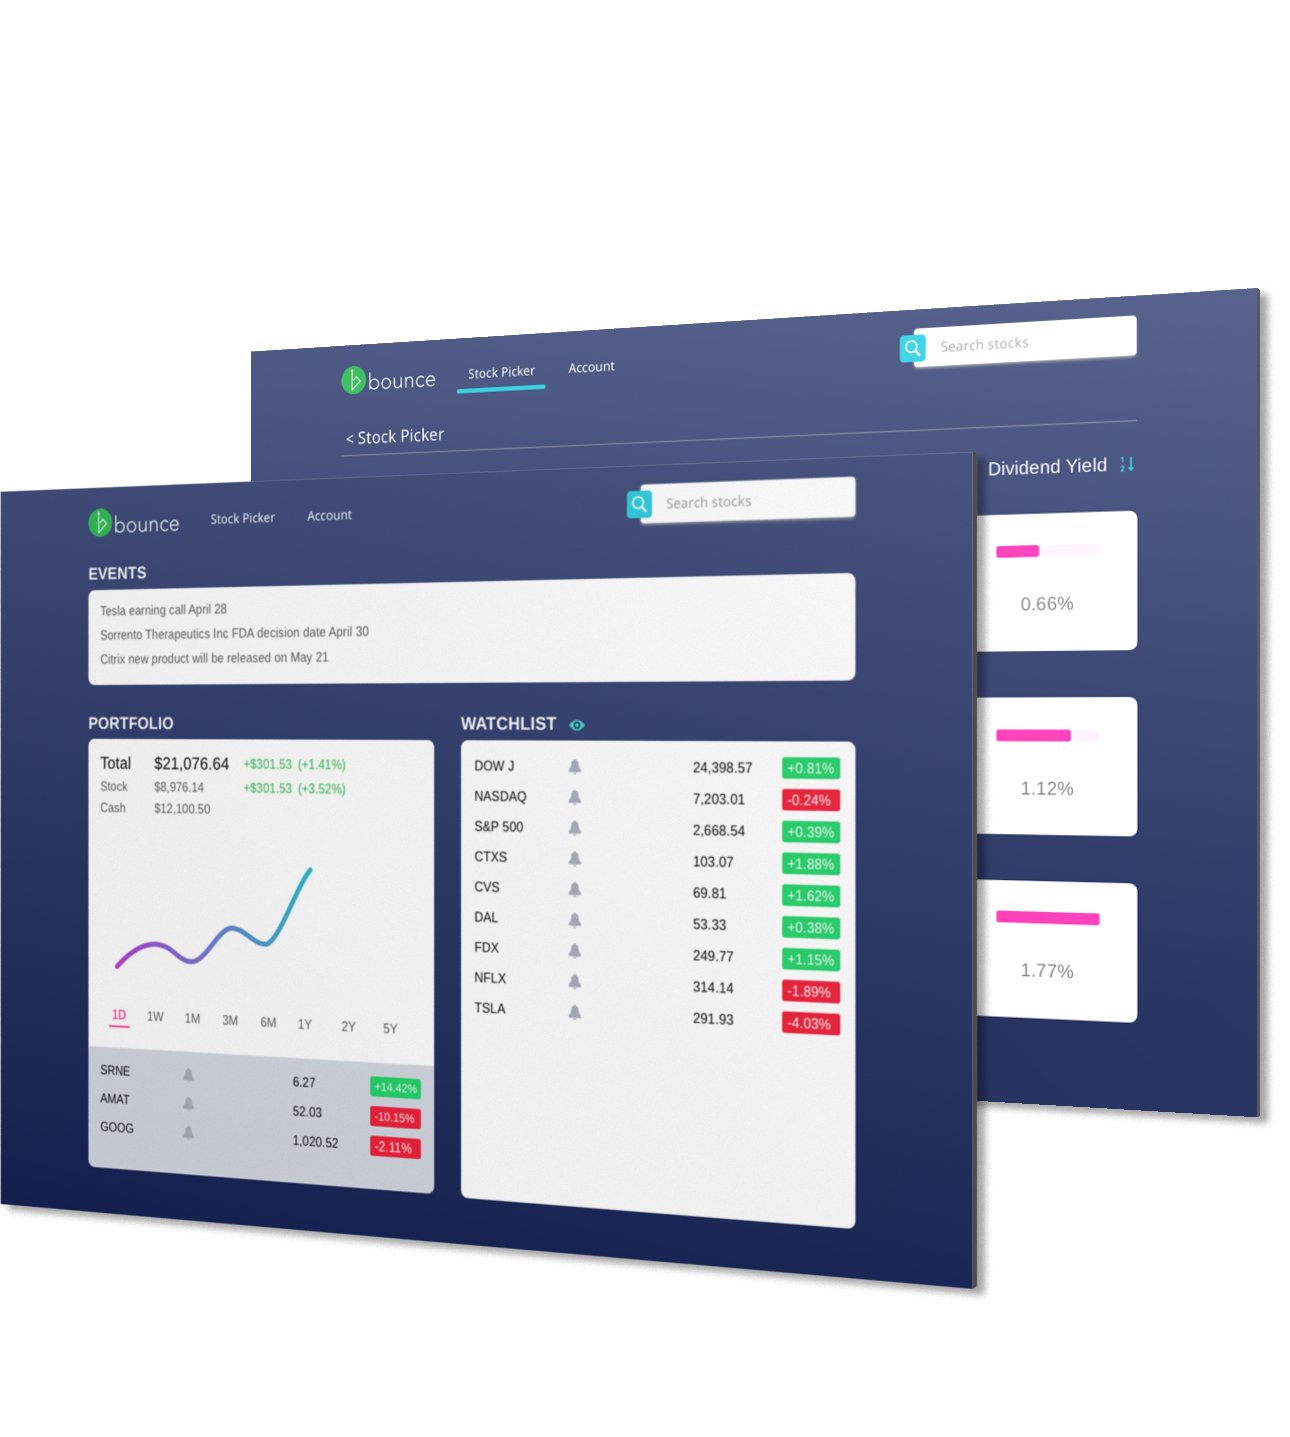 bounce
Stock Picker
Account
Search stocks
< Stock Picker
Dividend Yield
0.66%
1.12%
1.77%
bounce
Stock Picker
Account
Search stocks
EVENTS
Tesla earning call April 28
Sorrento Therapeutics Inc FDA decision date April 30
Citrix new product will be released on May 21
PORTFOLIO
Total $21,076.64 +$301.53 (+1.41%)
Stock $8,976.14 +$301.53 (+3.52%)
Cash $12,100.50
1D 1W 1M 3M 6M 1Y 2Y 5Y
SRNE 6.27 +14.42%
AMAT 52.03 -10.15%
GOOG 1,020.52 -2.11%
WATCHLIST
DOW J 24,398.57 +0.81%
NASDAQ 7,203.01 -0.24%
S&P 500 2,668.54 +0.39%
CTXS 103.07 +1.88%
CVS 69.81 +1.62%
DAL 53.33 +0.38%
FDX 249.77 +1.15%
NFLX 314.14 -1.89%
TSLA 291.93 -4.03%